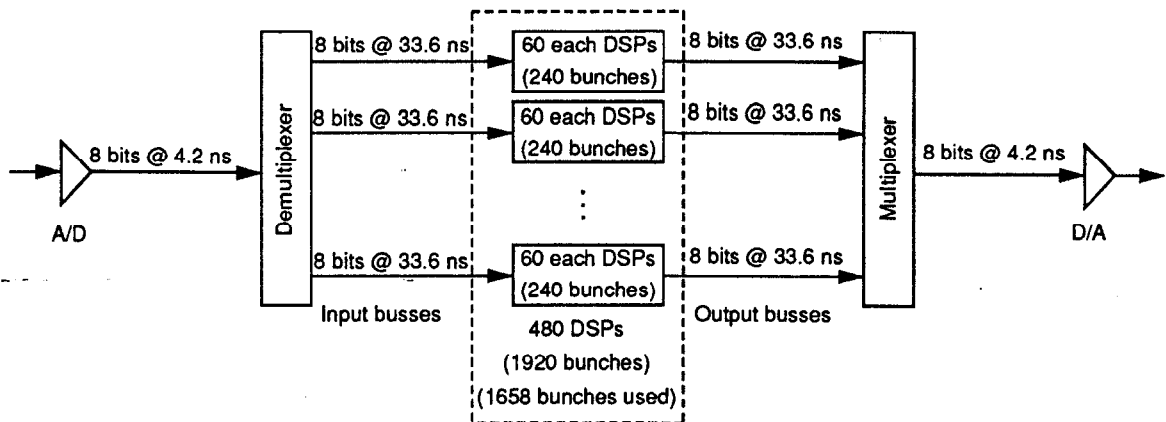 8 bits @ 33.6 ns
60 each DSPs
(240 bunches)
8 bits @ 33.6 ns
8 bits @ 33.6 ns
60 each DSPs
(240 bunches)
8 bits @ 33.6 ns
8 bits @ 4.2 ns
A/D
Demultiplexer
Multiplexer
8 bits @ 4.2 ns
D/A
8 bits @ 33.6 ns
60 each DSPs
(240 bunches)
8 bits @ 33.6 ns
Input busses
Output busses
480 DSPs
(1920 bunches)
(1658 bunches used)